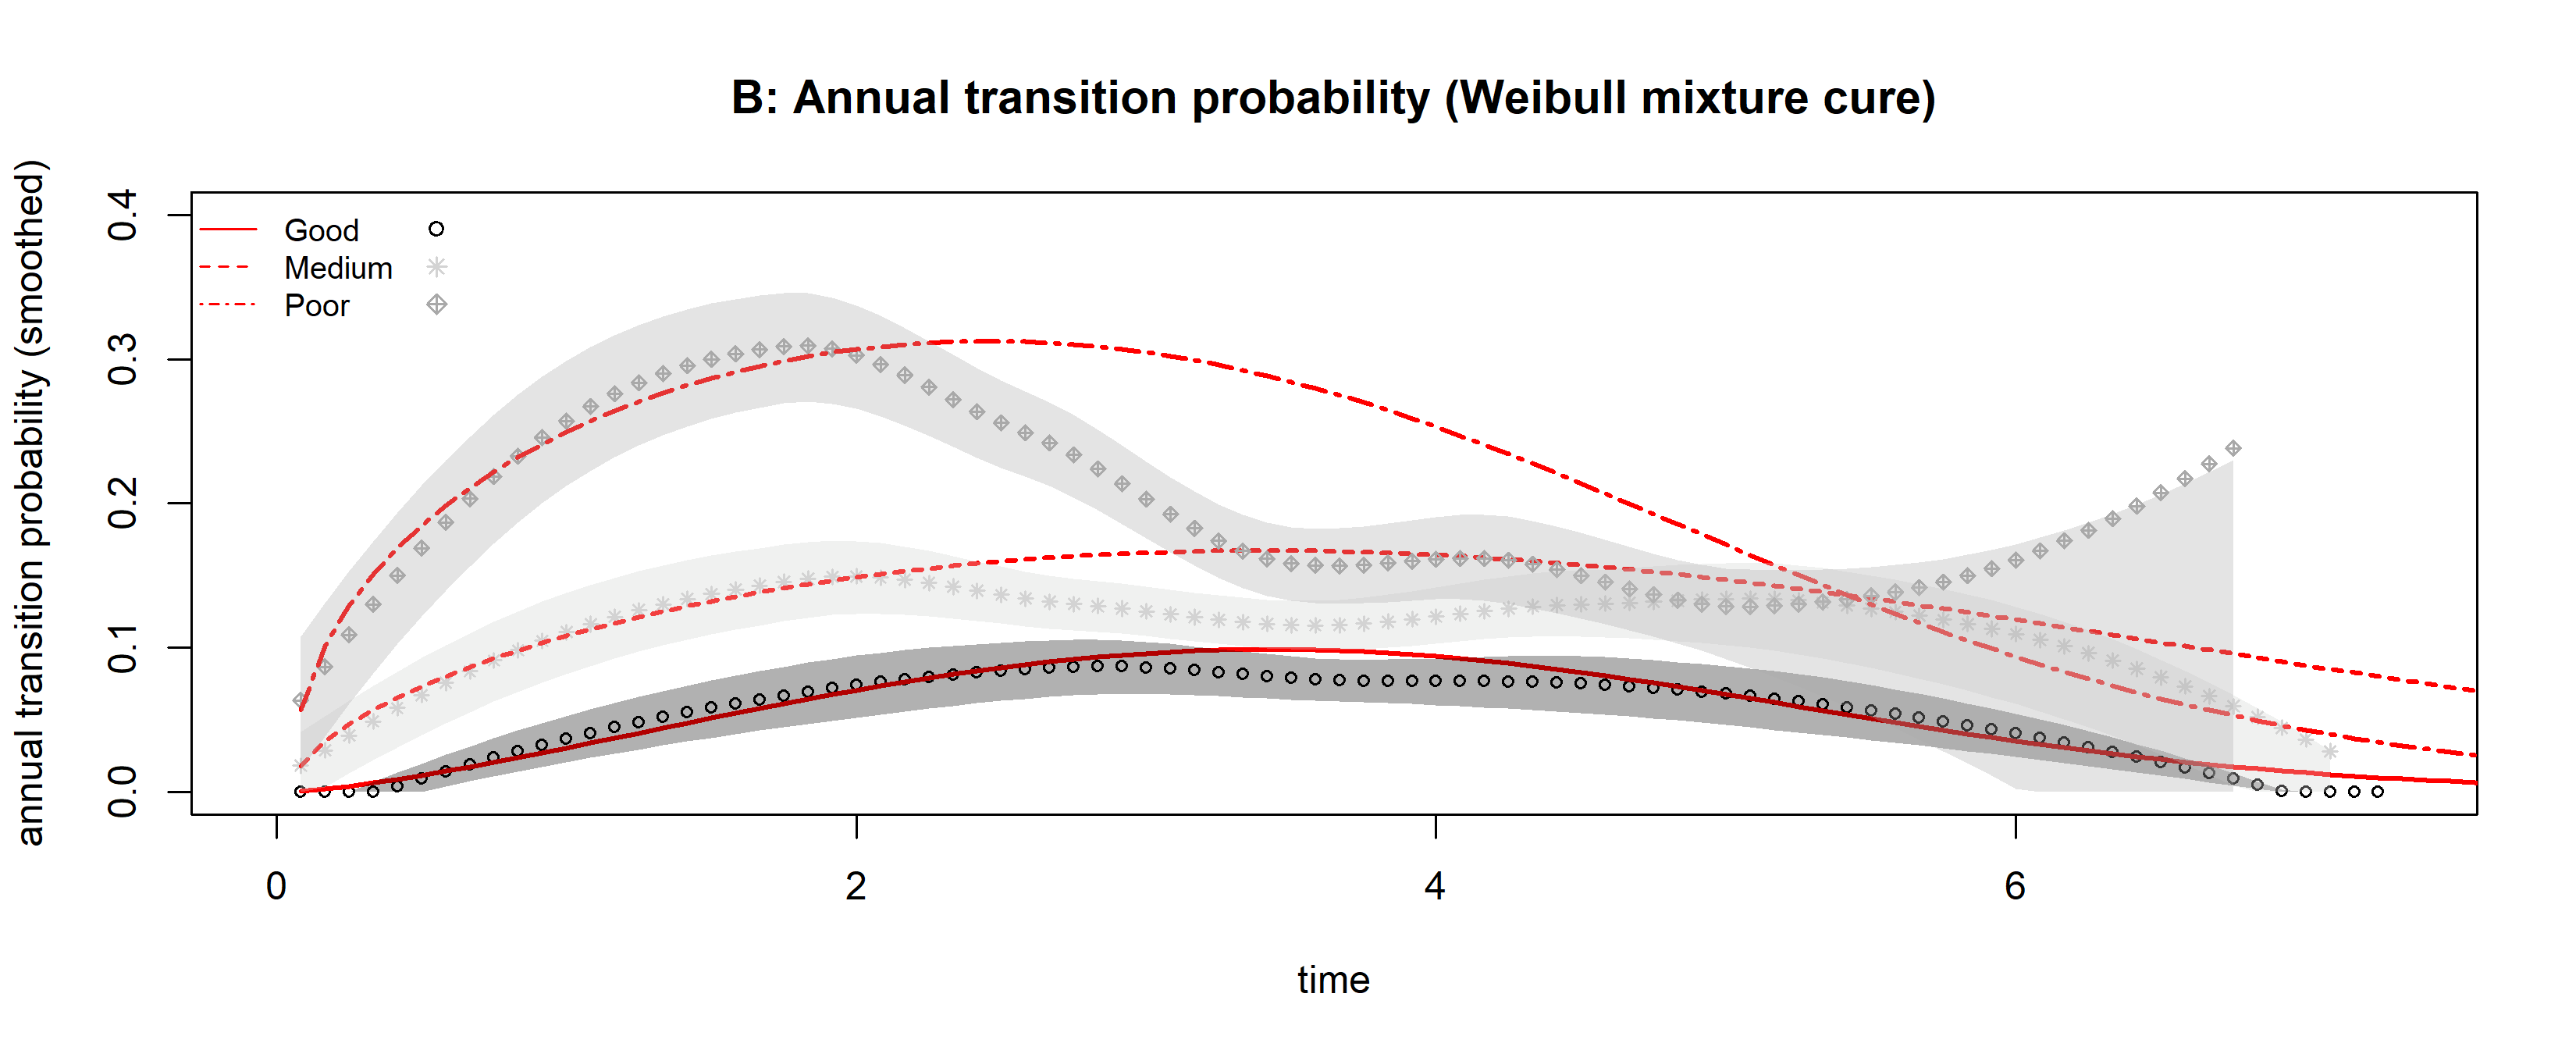 B: Annual transition probability (Weibull mixture cure)
annual transition probability (smoothed)
0.4
0.3
0.2
0.1
0.0
Good
Medium
Poor
0 2 4 6
time